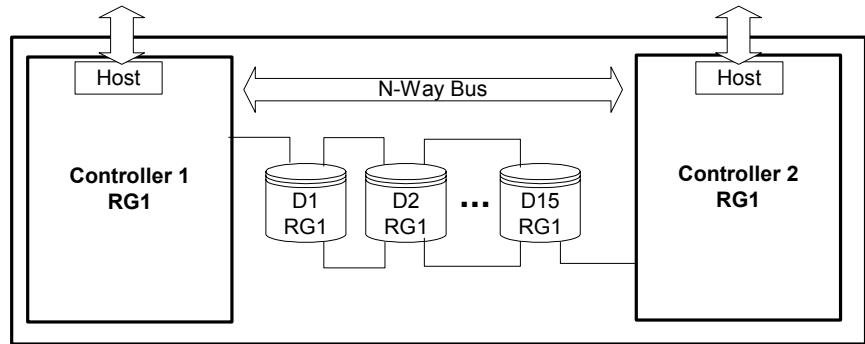 Host
Host
N-Way Bus
Controller 1
RG1
Controller 2
RG1
D1
RG1
D2
RG1
...
D15
RG1